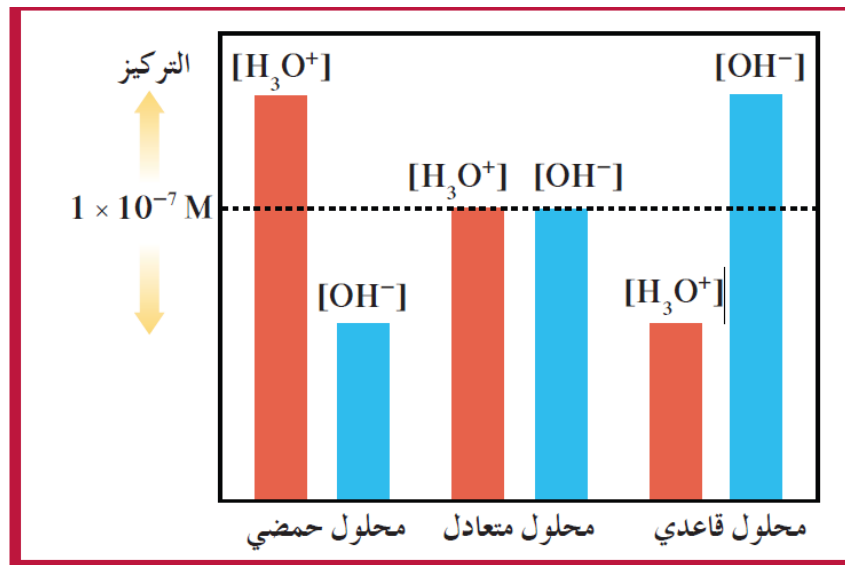 التركيز
[H₃O⁺]
[OH⁻]
[H₃O⁺]
[OH⁻]
1 × 10⁻⁷ M
[OH⁻]
[H₃O⁺]
محلول حمضي
محلول متعادل
محلول قاعدي